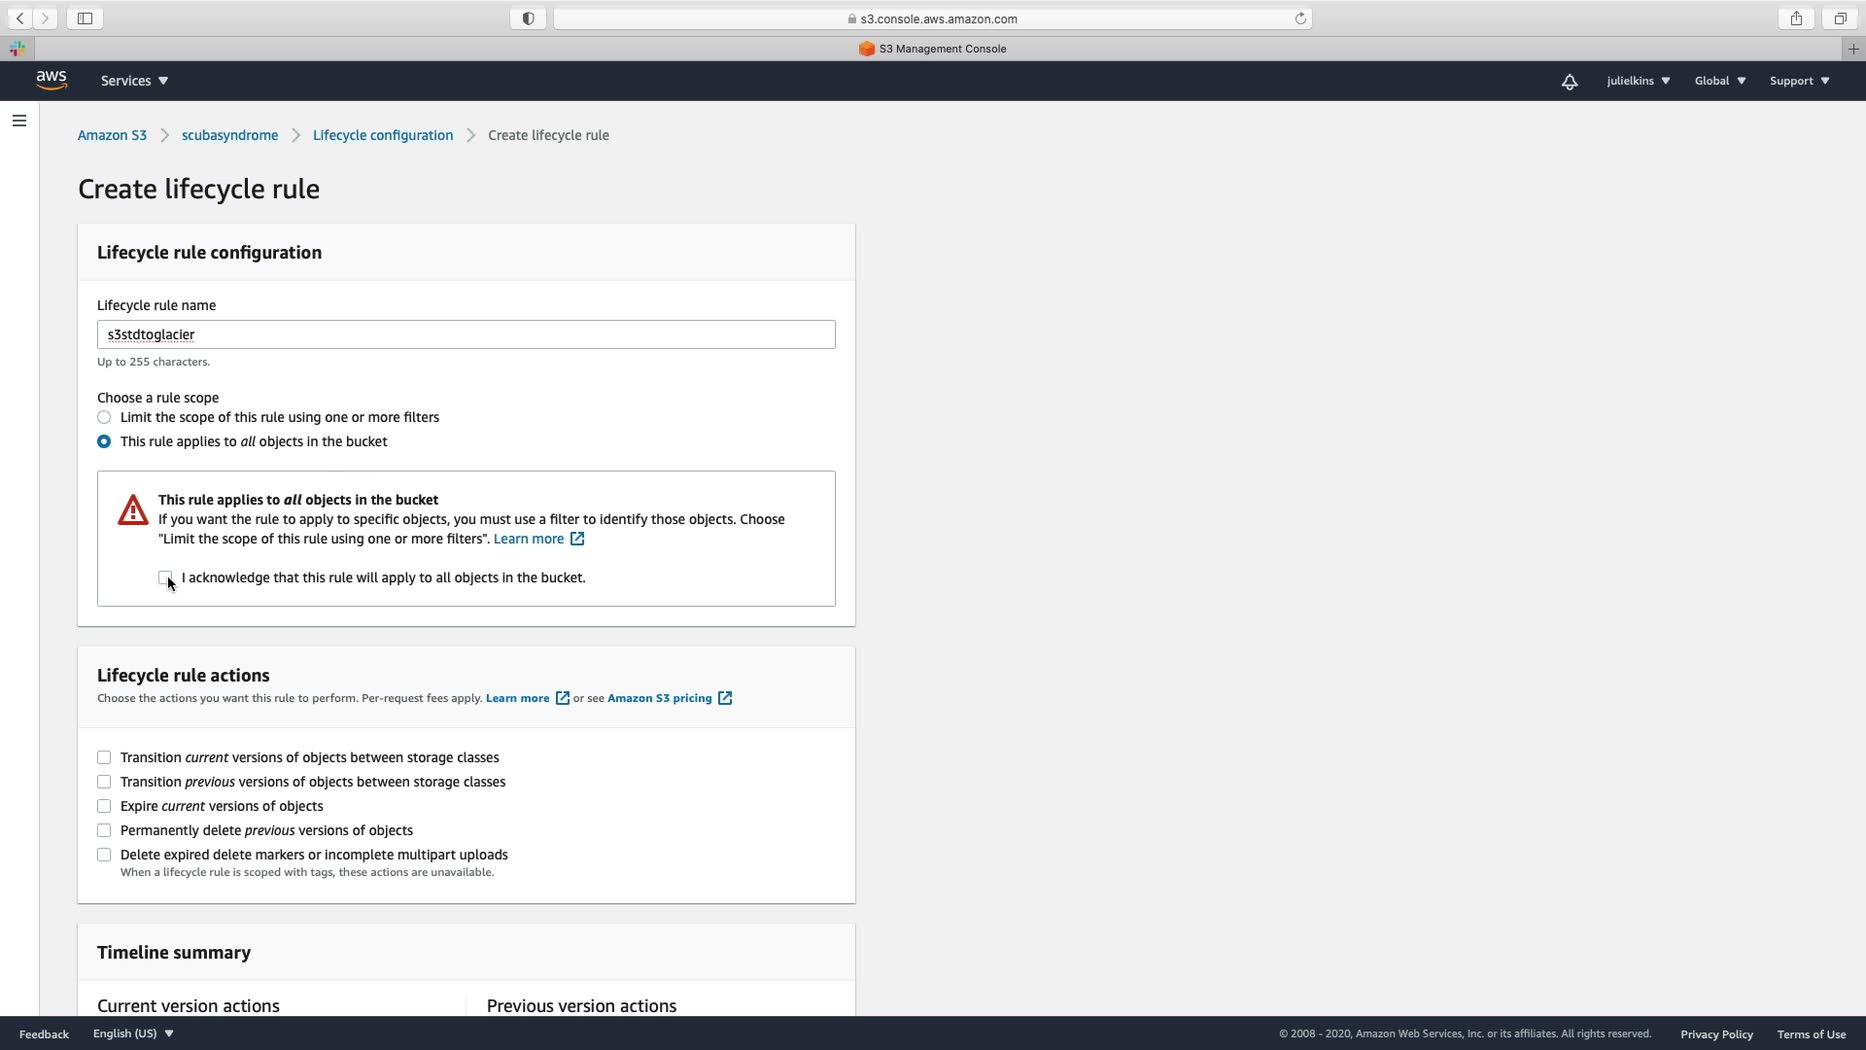 s3.console.aws.amazon.com
S3 Management Console
aws Services julielkins Global Support
Amazon S3 scubasyndrome Lifecycle configuration Create lifecycle rule
Create lifecycle rule
Lifecycle rule configuration
Lifecycle rule name
s3stdtoglacier
Up to 255 characters.
Choose a rule scope
Limit the scope of this rule using one or more filters
This rule applies to all objects in the bucket
This rule applies to all objects in the bucket
If you want the rule to apply to specific objects, you must use a filter to identify those objects. Choose
"Limit the scope of this rule using one or more filters". Learn more
I acknowledge that this rule will apply to all objects in the bucket.
Lifecycle rule actions
Choose the actions you want this rule to perform. Per-request fees apply. Learn more or see Amazon S3 pricing
Transition current versions of objects between storage classes
Transition previous versions of objects between storage classes
Expire current versions of objects
Permanently delete previous versions of objects
Delete expired delete markers or incomplete multipart uploads
When a lifecycle rule is scoped with tags, these actions are unavailable.
Timeline summary
Current version actions Previous version actions
Feedback English (US) © 2008 - 2020, Amazon Web Services, Inc. or its affiliates. All rights reserved. Privacy Policy Terms of Use